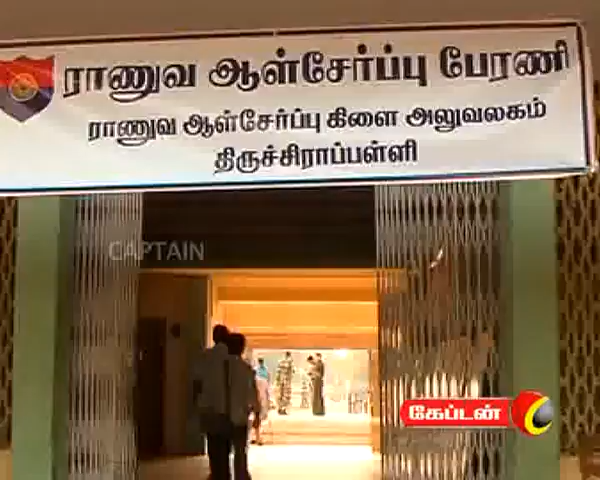 ராணுவ ஆள்சேர்ப்பு பேரணி
ராணுவ ஆள்சேர்ப்பு கிளை அலுவலகம்
திருச்சிராப்பள்ளி
CAPTAIN
கேப்டன்